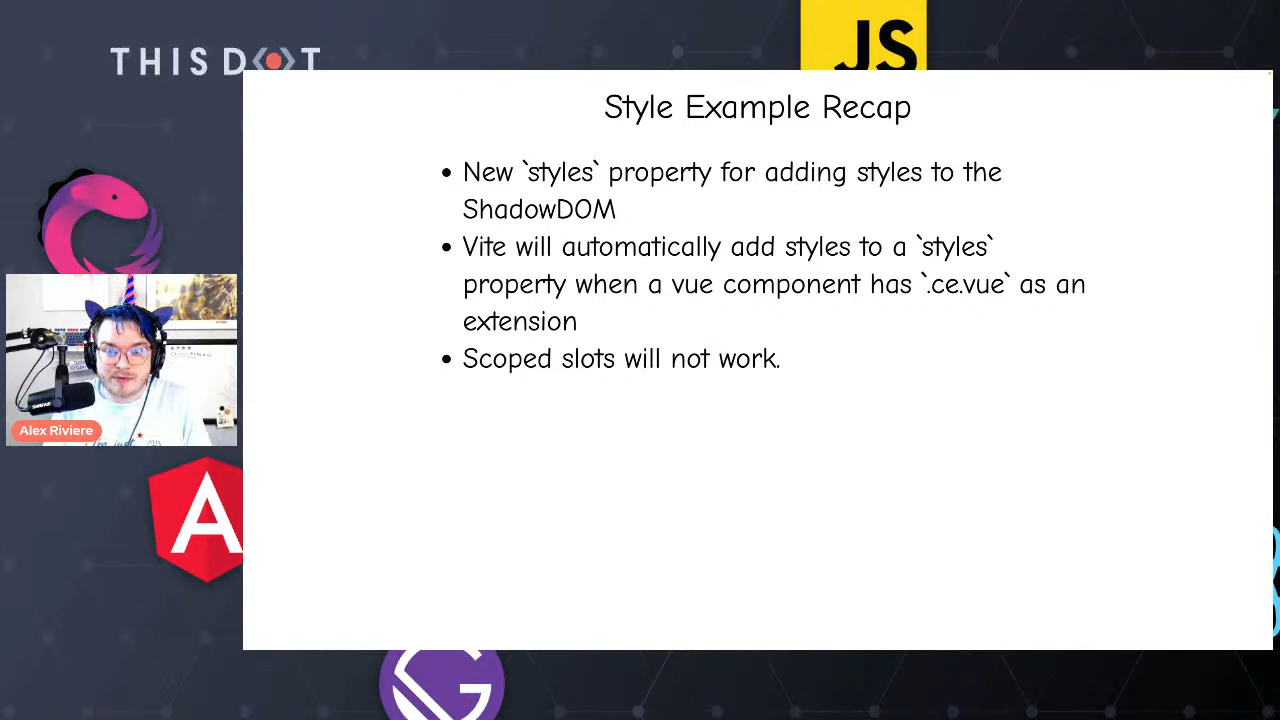 THIS DOT
JS
Style Example Recap
• New `styles` property for adding styles to the
ShadowDOM
• Vite will automatically add styles to a `styles`
property when a vue component has `.ce.vue` as an
extension
• Scoped slots will not work.
Alex Riviere
I'm just